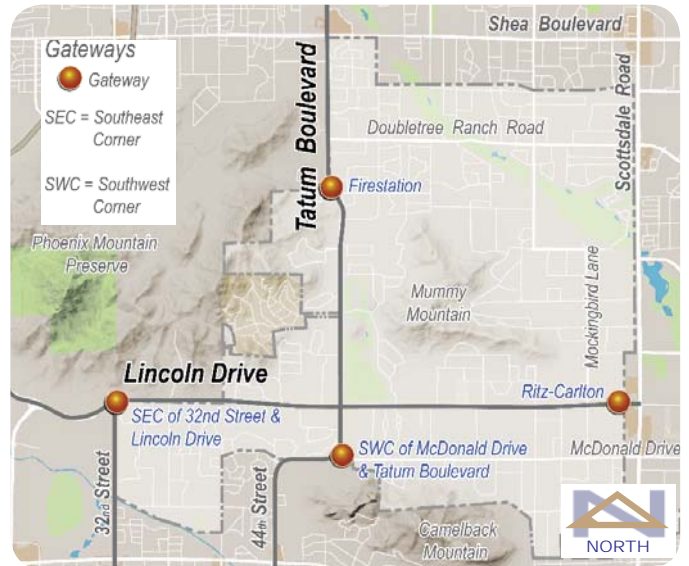 Gateways
Gateway
SEC = Southeast
Corner
SWC = Southwest
Corner
Shea Boulevard
Tatum Boulevard
Scottsdale Road
Doubletree Ranch Road
Firestation
Phoenix Mountain
Preserve
Mummy
Mountain
Mockingbird Lane
Lincoln Drive
Ritz-Carlton
SEC of 32nd Street &
Lincoln Drive
SWC of McDonald Drive
& Tatum Boulevard
McDonald Drive
32nd Street
44th Street
Camelback
Mountain
N
NORTH